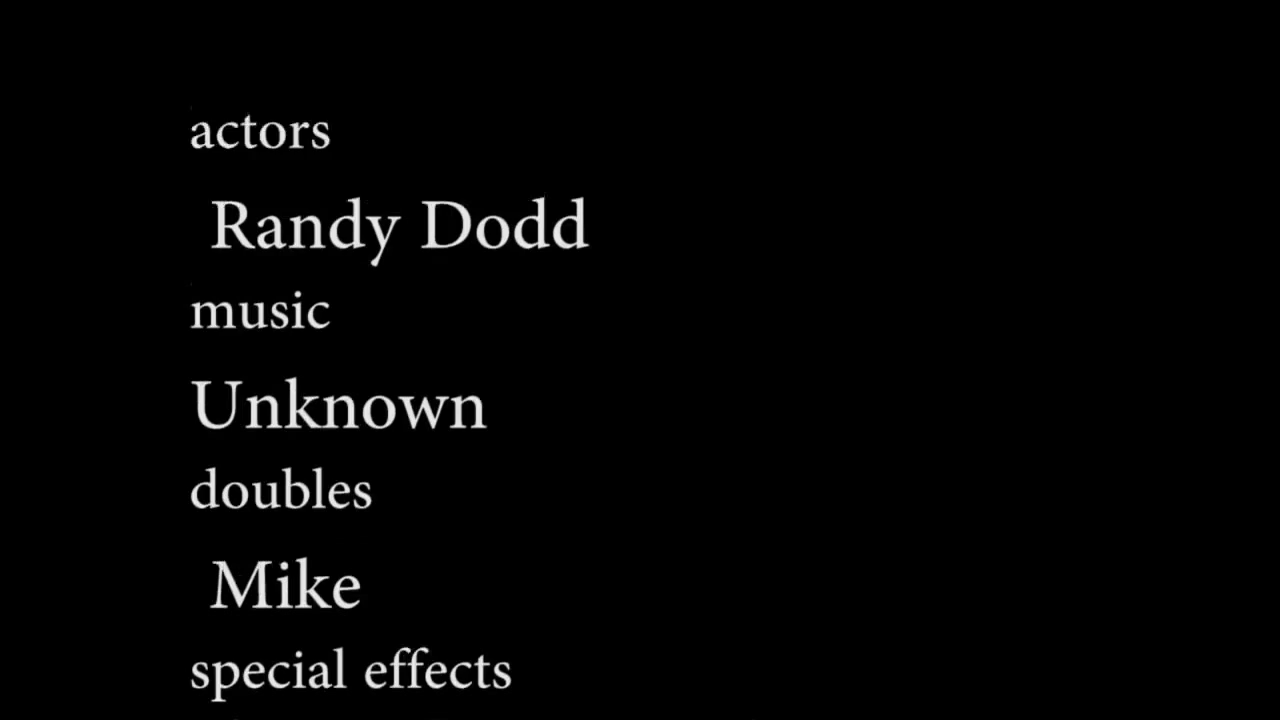 actors
Randy Dodd
music
Unknown
doubles
Mike
special effects